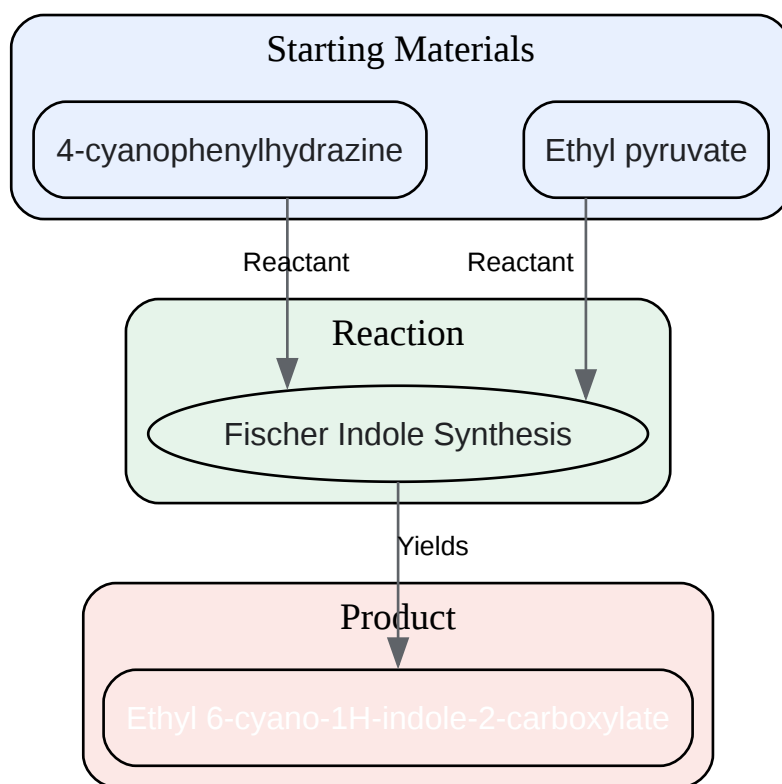 Starting Materials
4-cyanophenylhydrazine
Ethyl pyruvate
Reactant
Reactant
Reaction
Fischer Indole Synthesis
Yields
Product
Ethyl 6-cyano-1H-indole-2-carboxylate